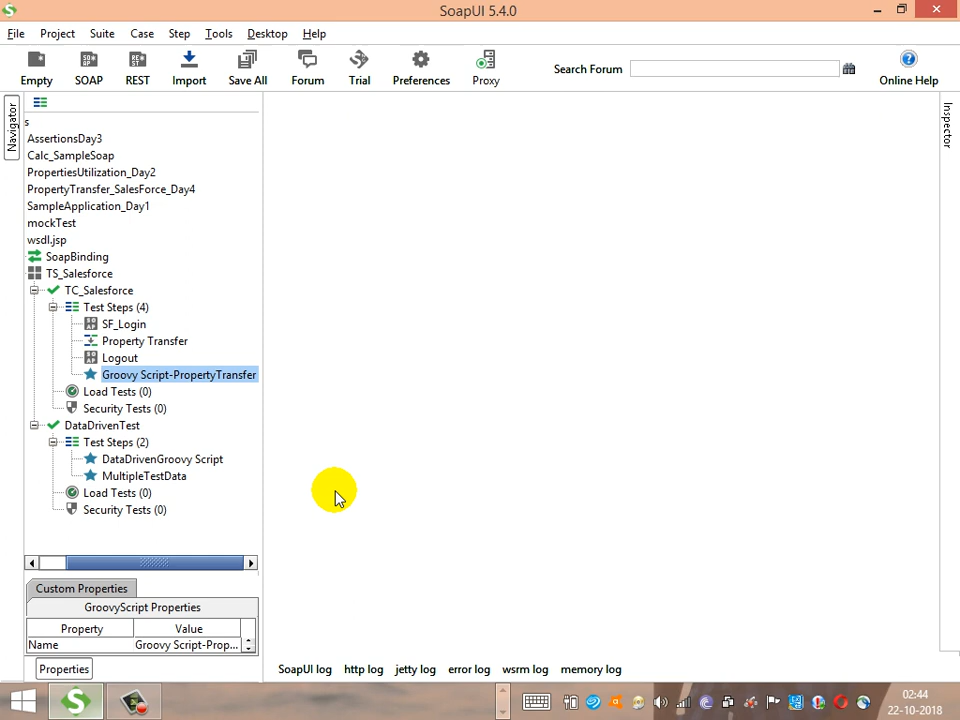 SoapUI 5.4.0
File Project Suite Case Step Tools Desktop Help
Empty SOAP REST Import Save All Forum Trial Preferences Proxy Search Forum Online Help
Navigator
Inspector
s
AssertionsDay3
Calc_SampleSoap
PropertiesUtilization_Day2
PropertyTransfer_SalesForce_Day4
SampleApplication_Day1
mockTest
wsdl.jsp
SoapBinding
TS_Salesforce
TC_Salesforce
Test Steps (4)
SF_Login
Property Transfer
Logout
Groovy Script-PropertyTransfer
Load Tests (0)
Security Tests (0)
DataDrivenTest
Test Steps (2)
DataDrivenGroovy Script
MultipleTestData
Load Tests (0)
Security Tests (0)
Custom Properties
GroovyScript Properties
Property Value
Name Groovy Script-Prop...
Properties
SoapUI log http log jetty log error log wsrm log memory log
02:44
22-10-2018